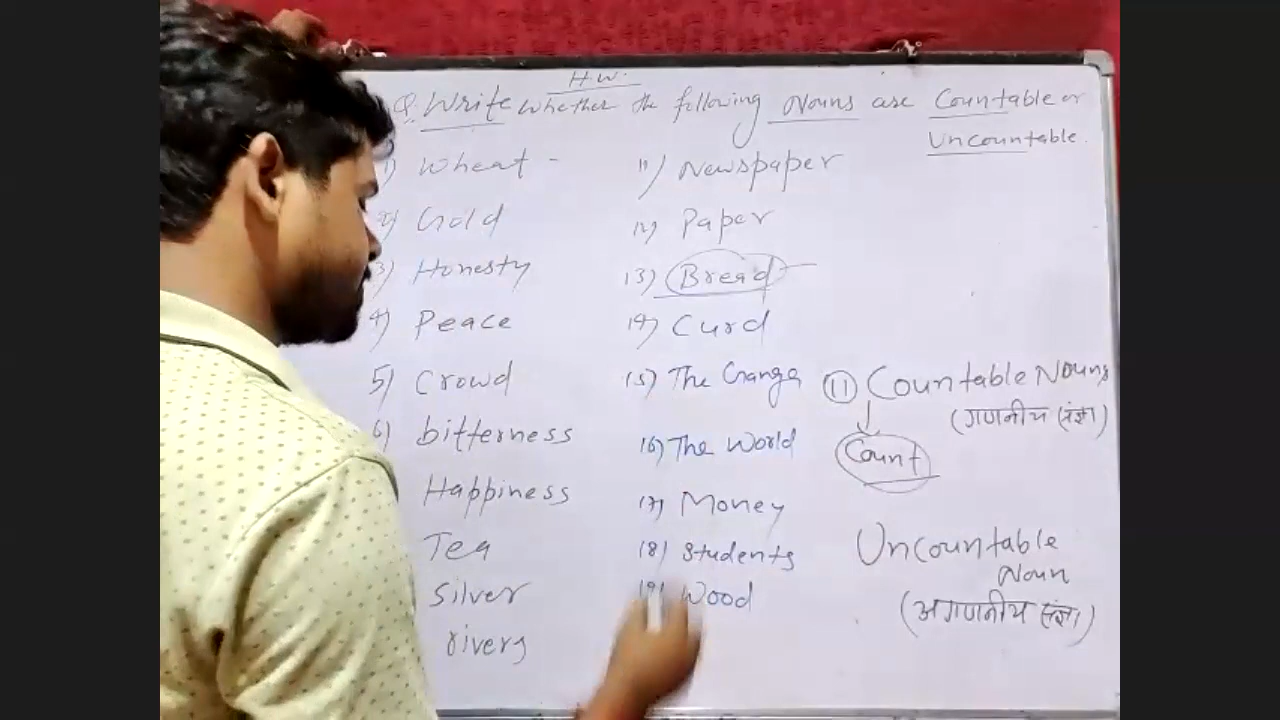 H.W.
Q. Write whether the following Nouns are Countable or
Uncountable.
1) Wheat -
2) Gold
3) Honesty
4) Peace
5) Crowd
6) bitterness
Happiness
Tea
Silver
rivers
11) Newspaper
12) Paper
13) Bread
14) Curd
15) The Ganga
16) The World
17) Money
18) Students
19) Wood
(11) Countable Nouns
(गणनीय संज्ञा)
Count
Uncountable
Noun
(अगणनीय संज्ञा)